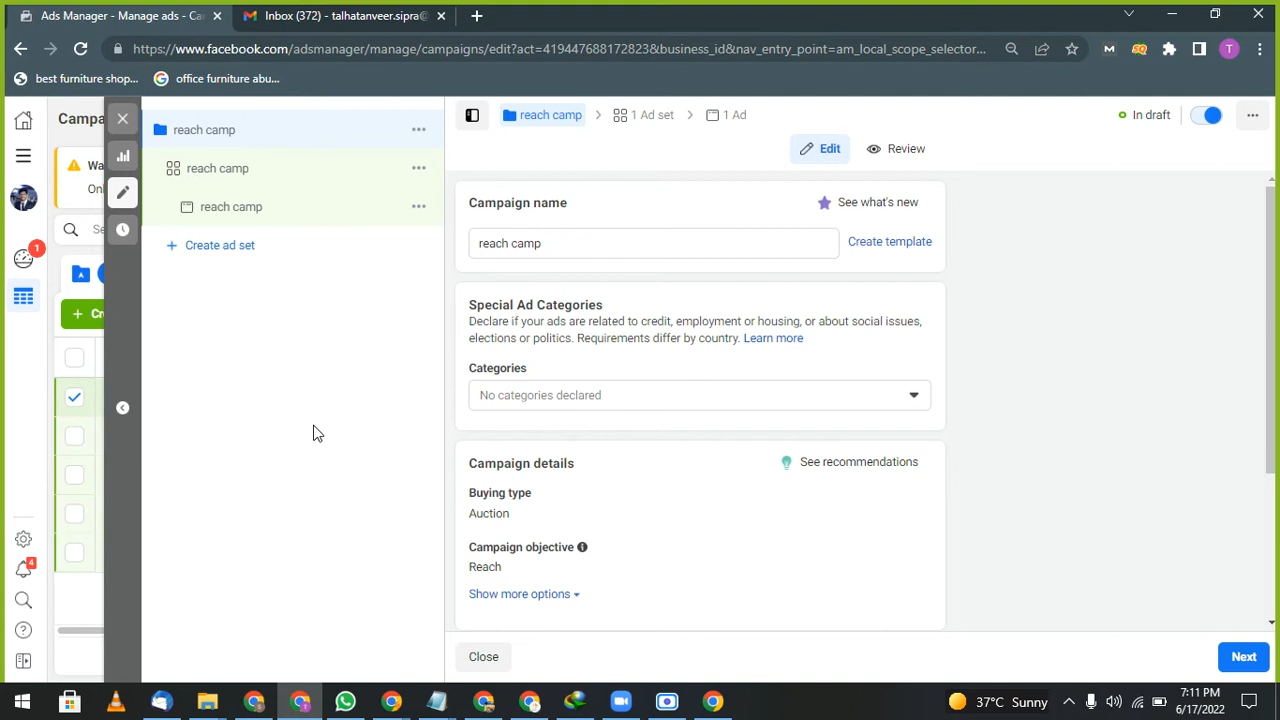 Ads Manager - Manage ads - Ca
Inbox (372) - talhatanveer.sipra@
https://www.facebook.com/adsmanager/manage/campaigns/edit?act=419447688172823&business_id&nav_entry_point=am_local_scope_selector...
best furniture shop...
office furniture abu...
Campa
reach camp
reach camp
1 Ad set
1 Ad
In draft
Edit
Review
Wa
Onl
reach camp
Campaign name
See what's new
reach camp
Se
reach camp
Create template
1
Create ad set
Special Ad Categories
Declare if your ads are related to credit, employment or housing, or about social issues,
elections or politics. Requirements differ by country. Learn more
Cr
Categories
No categories declared
Campaign details
See recommendations
Buying type
Auction
Campaign objective
Reach
4
Show more options
Close
Next
37°C Sunny
7:11 PM
6/17/2022